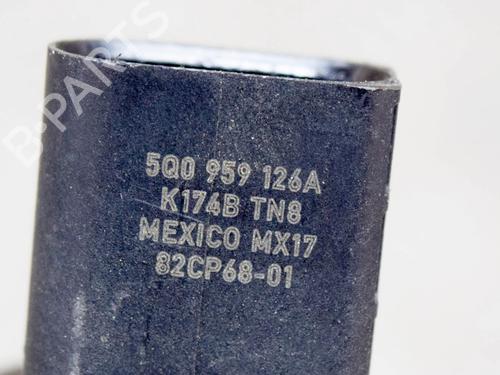 B-PARTS
5Q0 959 126A
K174B TN8
MEXICO MX17
82CP68-01